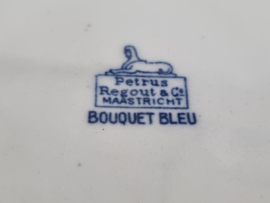 Petrus
Regout & Co
MAASTRICHT
BOUQUET BLEU